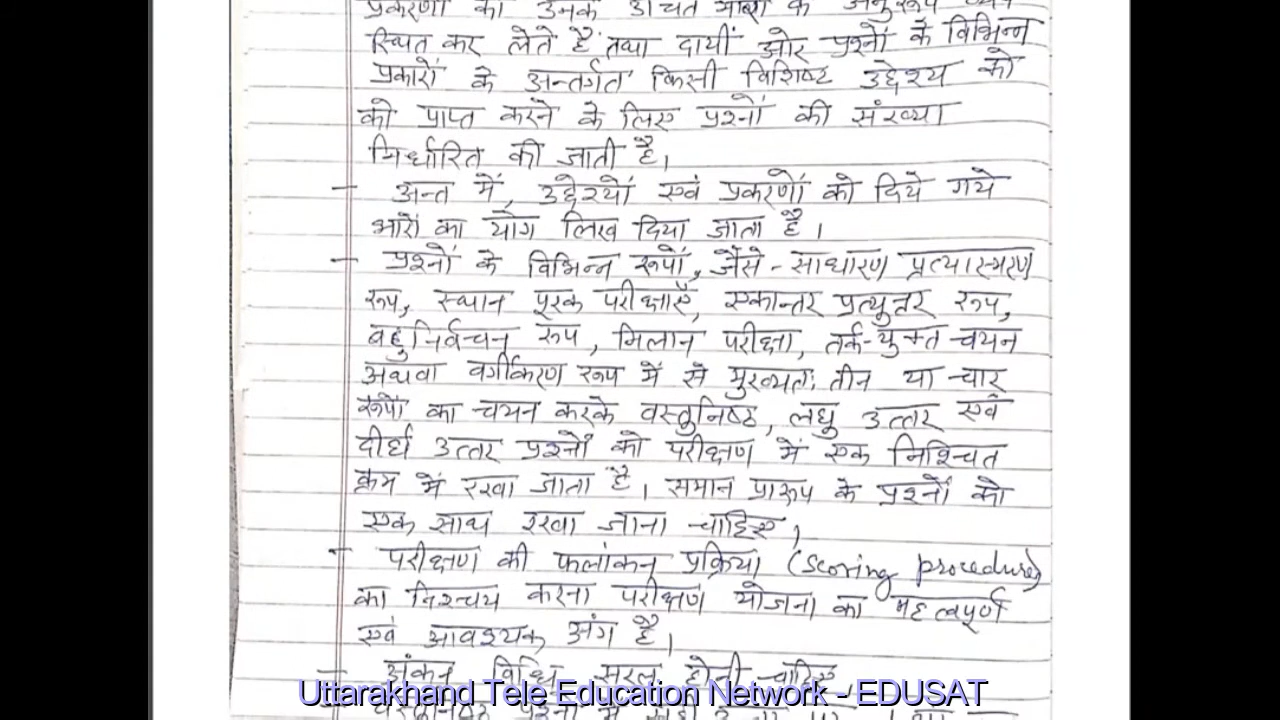 प्रकरणों को उनके उचित भारों के अनुरूप व्यव-
स्थित कर लेते हैं तथा दायीं ओर प्रश्नों के विभिन्न
प्रकारों के अन्तर्गत किसी विशिष्ट उद्देश्य को
को प्राप्त करने के लिए प्रश्नों की संख्या
निर्धारित की जाती है।
- अन्त में, उद्देश्यों एवं प्रकरणों को दिये गये
भारों का योग लिख दिया जाता है।
- प्रश्नों के विभिन्न रूपों, जैसे - साधारण प्रत्यास्मरण
रूप, स्थान पूरक परीक्षाएँ, एकान्तर प्रत्युत्तर रूप,
बहुनिर्वचन रूप, मिलान परीक्षा, तर्क-युक्त चयन
अथवा वर्गीकरण रूप में से मुख्यतः तीन या चार
रूपों का चयन करके वस्तुनिष्ठ, लघु उत्तर एवं
दीर्घ उत्तर प्रश्नों को परीक्षण में एक निश्चित
क्रम में रखा जाता है। समान प्रारूप के प्रश्नों को
एक साथ रखा जाना चाहिए।
- परीक्षण की फलांकन प्रक्रिया (Scoring procedure)
का निश्चय करना परीक्षण योजना का महत्वपूर्ण
एवं आवश्यक अंग है।
- अंकन विधि सरल होनी चाहिए
Uttarakhand Tele Education Network - EDUSAT